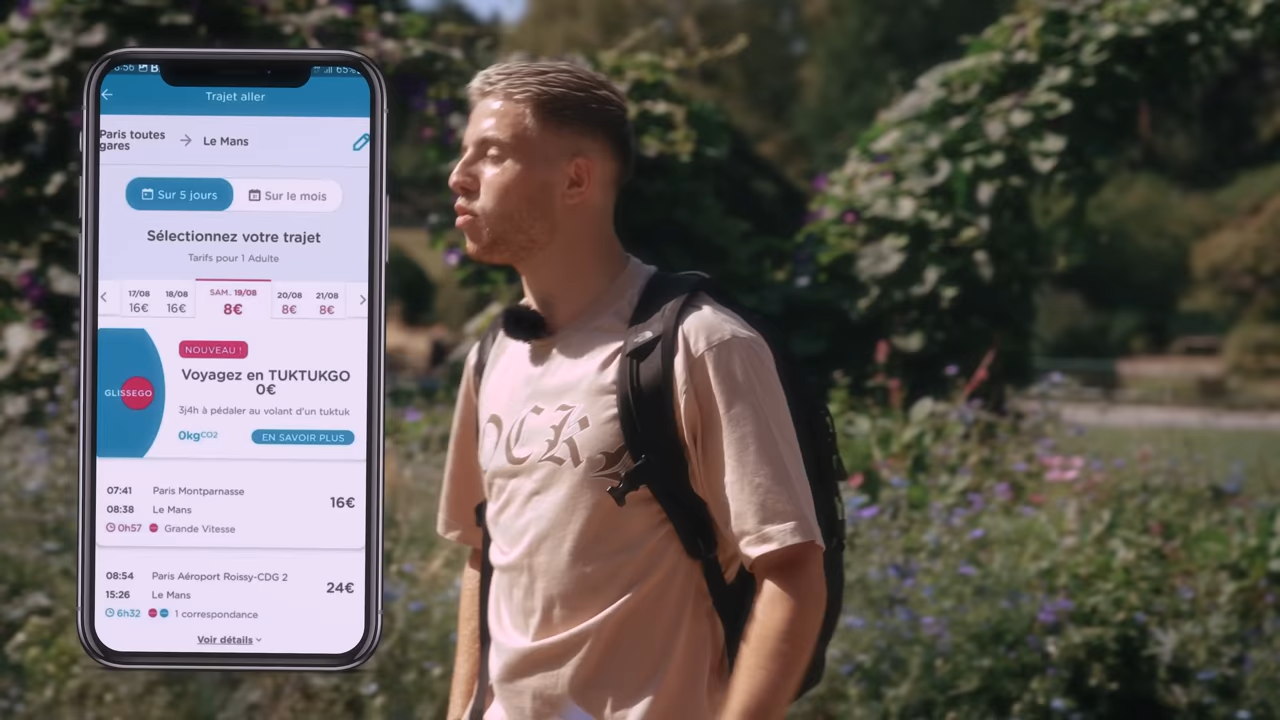 65%
Trajet aller
Paris toutes gares
Le Mans
Sur 5 jours
Sur le mois
Sélectionnez votre trajet
Tarifs pour 1 Adulte
17/08 18/08 SAM. 19/08 20/08 21/08
16€ 16€ 8€ 8€ 8€
NOUVEAU !
Voyagez en TUKTUKGO
0€
GLISSEGO
3j4h à pédaler au volant d'un tuktuk
0kg CO2
EN SAVOIR PLUS
07:41 Paris Montparnasse
16€
08:38 Le Mans
0h57 Grande Vitesse
08:54 Paris Aéroport Roissy-CDG 2
24€
15:26 Le Mans
6h32 1 correspondance
Voir détails